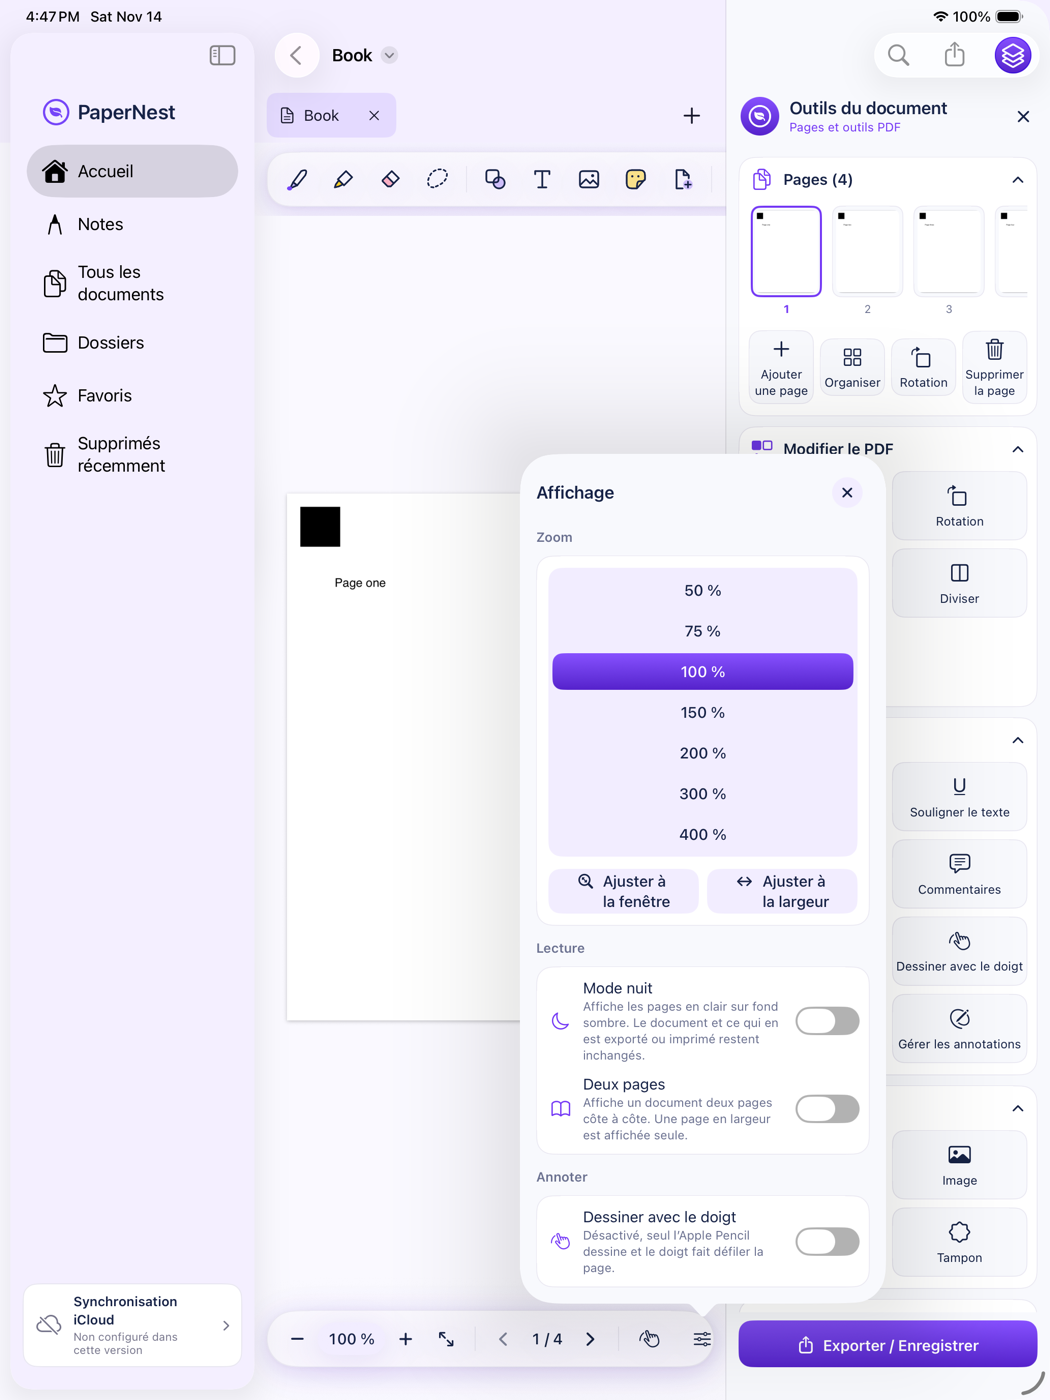 4:47 PM Sat Nov 14
100%
PaperNest
Accueil
Notes
Tous les
documents
Dossiers
Favoris
Supprimés
récemment
Synchronisation
iCloud
Non configuré dans
cette version
Book
Book
Page one
100 %
1 / 4
Outils du document
Pages et outils PDF
Pages (4)
1
2
3
Ajouter
une page
Organiser
Rotation
Supprimer
la page
Modifier le PDF
Rotation
Diviser
Souligner le texte
Commentaires
Dessiner avec le doigt
Gérer les annotations
Image
Tampon
Exporter / Enregistrer
Affichage
Zoom
50 %
75 %
100 %
150 %
200 %
300 %
400 %
Ajuster à
la fenêtre
Ajuster à
la largeur
Lecture
Mode nuit
Affiche les pages en clair sur fond
sombre. Le document et ce qui en
est exporté ou imprimé restent
inchangés.
Deux pages
Affiche un document deux pages
côte à côte. Une page en largeur
est affichée seule.
Annoter
Dessiner avec le doigt
Désactivé, seul l'Apple Pencil
dessine et le doigt fait défiler la
page.